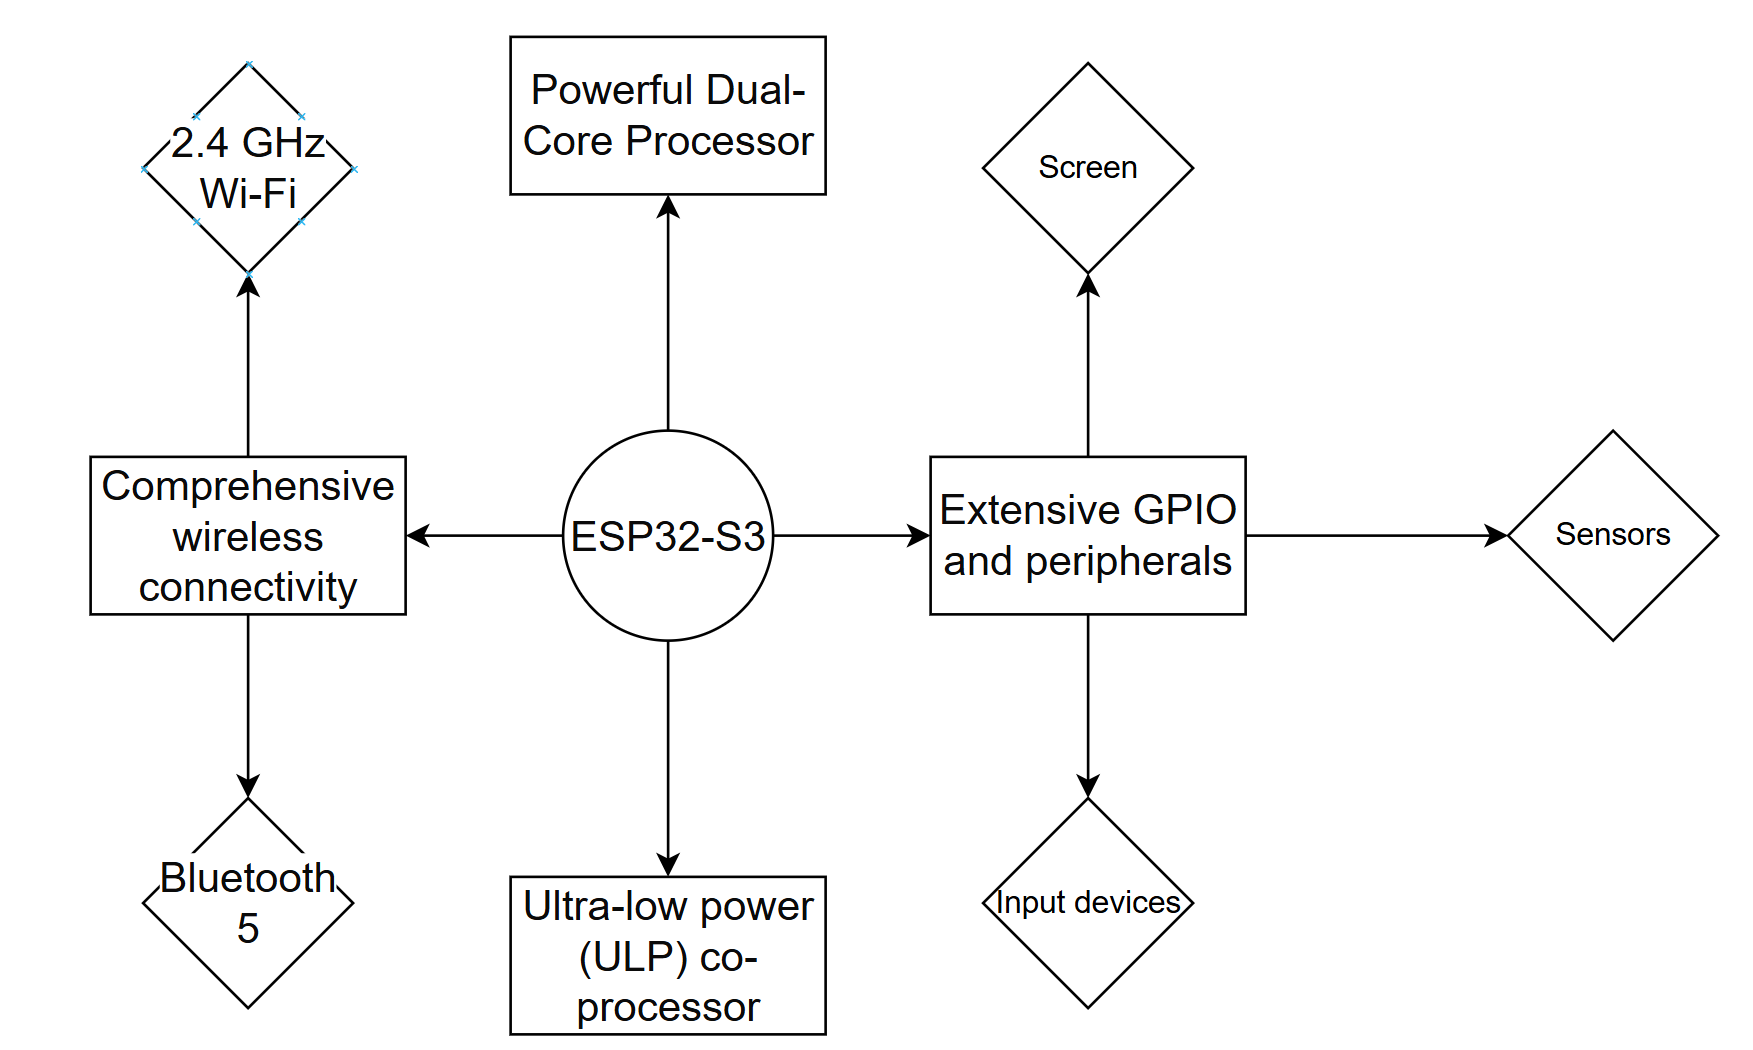 Powerful Dual-
Core Processor
2.4 GHz
Wi-Fi
Screen
Comprehensive
wireless
connectivity
ESP32-S3
Extensive GPIO
and peripherals
Sensors
Bluetooth
5
Ultra-low power
(ULP) co-
processor
Input devices